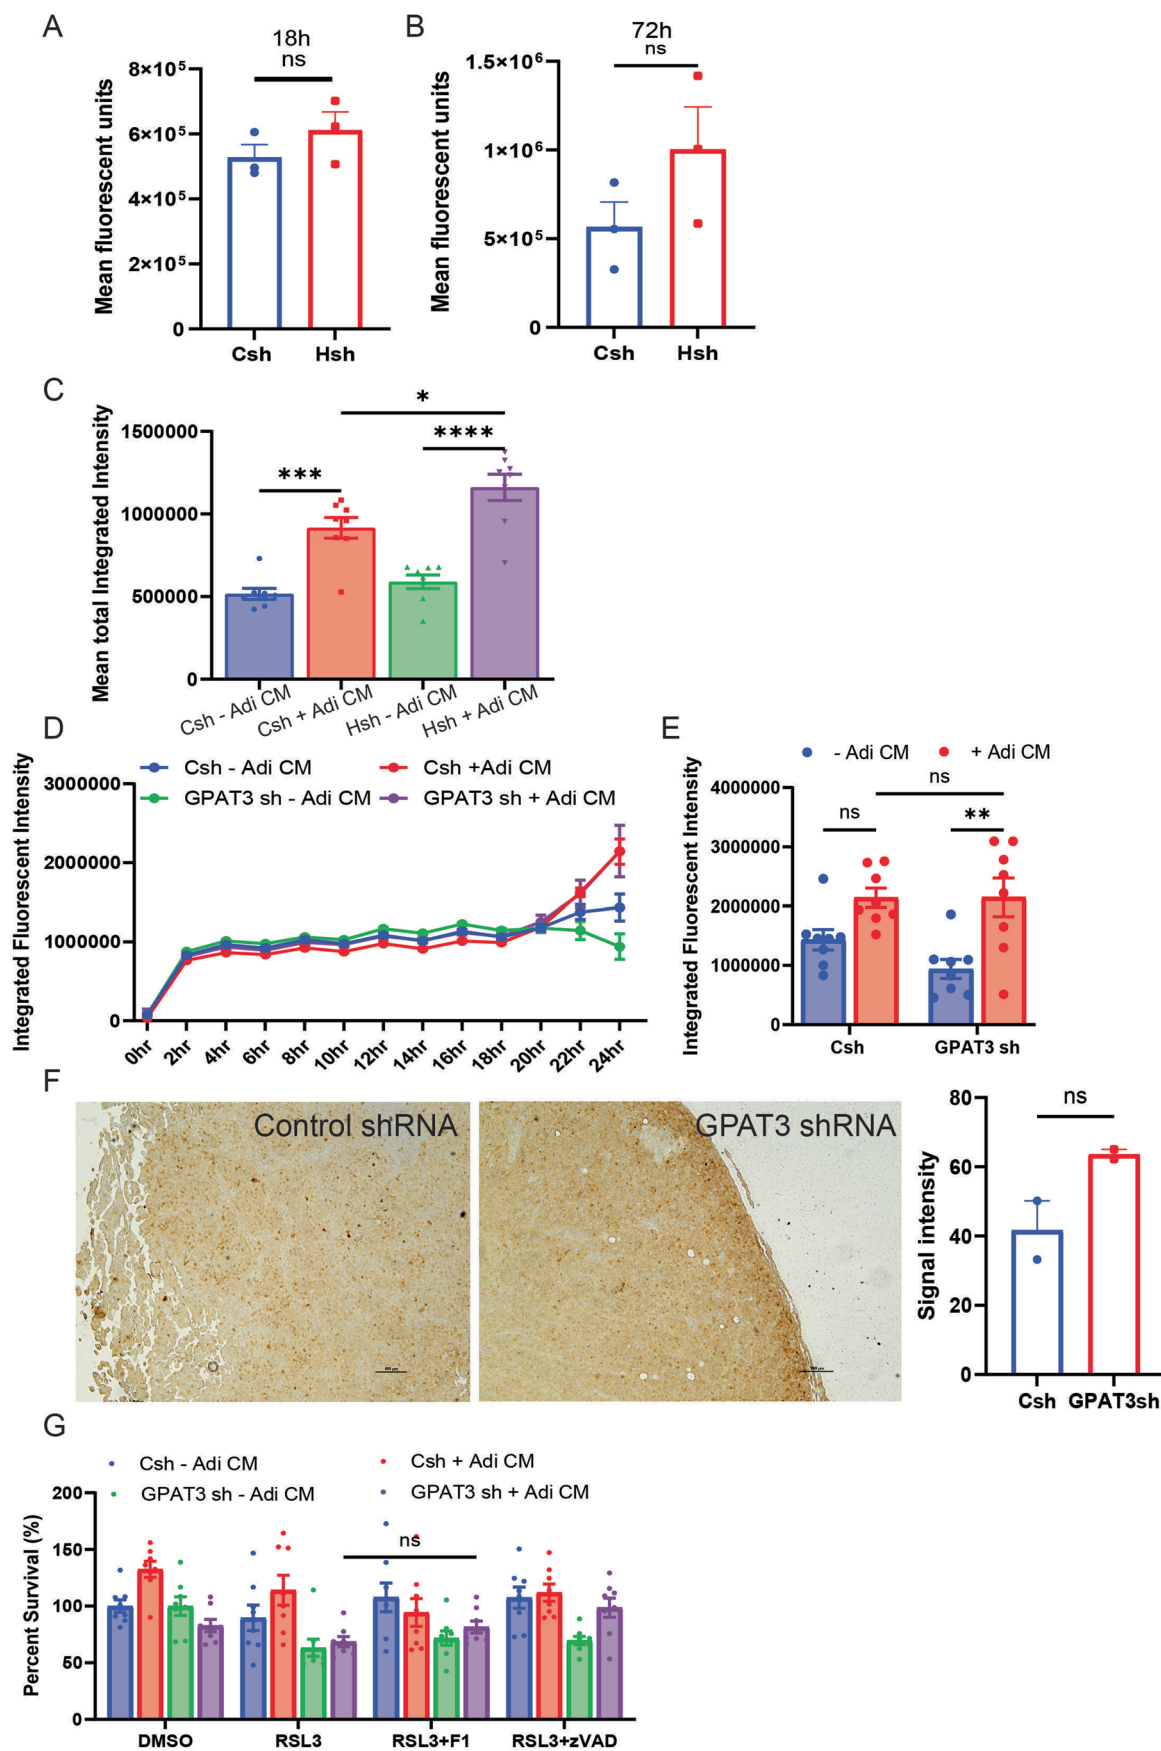 A
18h
ns
Mean fluorescent units
8×10⁵
6×10⁵
4×10⁵
2×10⁵
0
Csh Hsh
B
72h
ns
Mean fluorescent units
1.5×10⁶
1×10⁶
5×10⁵
0
Csh Hsh
C
*
****
***
Mean total Integrated Intensity
1500000
1000000
500000
0
Csh - Adi CM
Csh + Adi CM
Hsh - Adi CM
Hsh + Adi CM
D
Csh - Adi CM
Csh +Adi CM
GPAT3 sh - Adi CM
GPAT3 sh + Adi CM
Integrated Fluorescent Intensity
3000000
2000000
1000000
0
0hr 2hr 4hr 6hr 8hr 10hr 12hr 14hr 16hr 18hr 20hr 22hr 24hr
E
- Adi CM + Adi CM
ns
ns
**
Integrated Fluorescent Intensity
4000000
3000000
2000000
1000000
0
Csh GPAT3 sh
F
Control shRNA
GPAT3 shRNA
ns
Signal intensity
80
60
40
20
0
Csh GPAT3sh
G
Csh - Adi CM
Csh + Adi CM
GPAT3 sh - Adi CM
GPAT3 sh + Adi CM
ns
Percent Survival (%)
200
150
100
50
0
DMSO RSL3 RSL3+F1 RSL3+zVAD